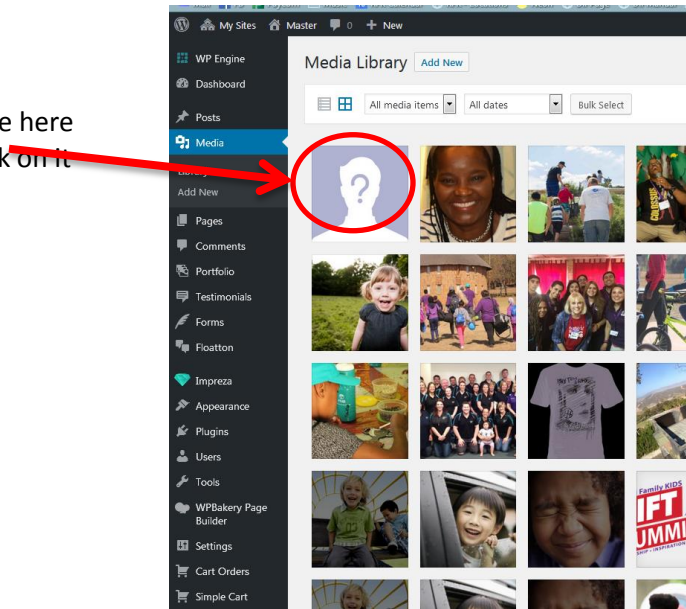 My Sites
Master
0
+ New
WP Engine
Dashboard
Posts
Media
Add New
Pages
Comments
Portfolio
Testimonials
Forms
Floatton
Impreza
Appearance
Plugins
Users
Tools
WPBakery Page
Builder
Settings
Cart Orders
Simple Cart
Media Library Add New
All media items All dates Bulk Select
e here
k on it
?
COLOSSUS
Family KIDS